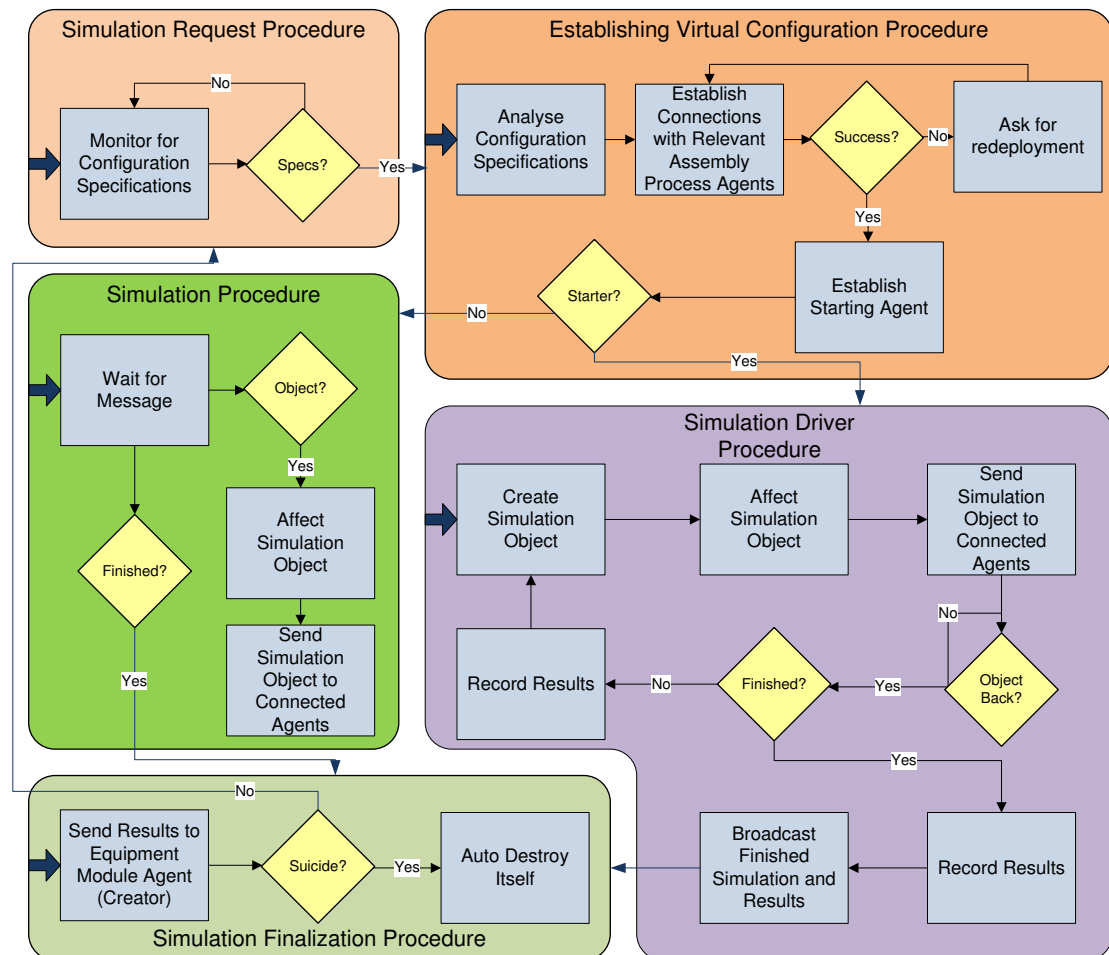 Simulation Request Procedure
No
Monitor for
Configuration
Specifications
Specs?
Yes
Establishing Virtual Configuration Procedure
Analyse
Configuration
Specifications
Establish
Connections
with Relevant
Assembly
Process Agents
Success?
No
Ask for
redeployment
Yes
Establish
Starting Agent
Starter?
No
Yes
Simulation Procedure
Wait for
Message
Object?
Yes
Affect
Simulation
Object
Send
Simulation
Object to
Connected
Agents
Finished?
Yes
Simulation Driver
Procedure
Create
Simulation
Object
Affect
Simulation
Object
Send
Simulation
Object to
Connected
Agents
No
Object
Back?
Yes
Finished?
No
Record Results
Yes
Record Results
Broadcast
Finished
Simulation and
Results
No
Send Results to
Equipment
Module Agent
(Creator)
Suicide?
Yes
Auto Destroy
Itself
Simulation Finalization Procedure